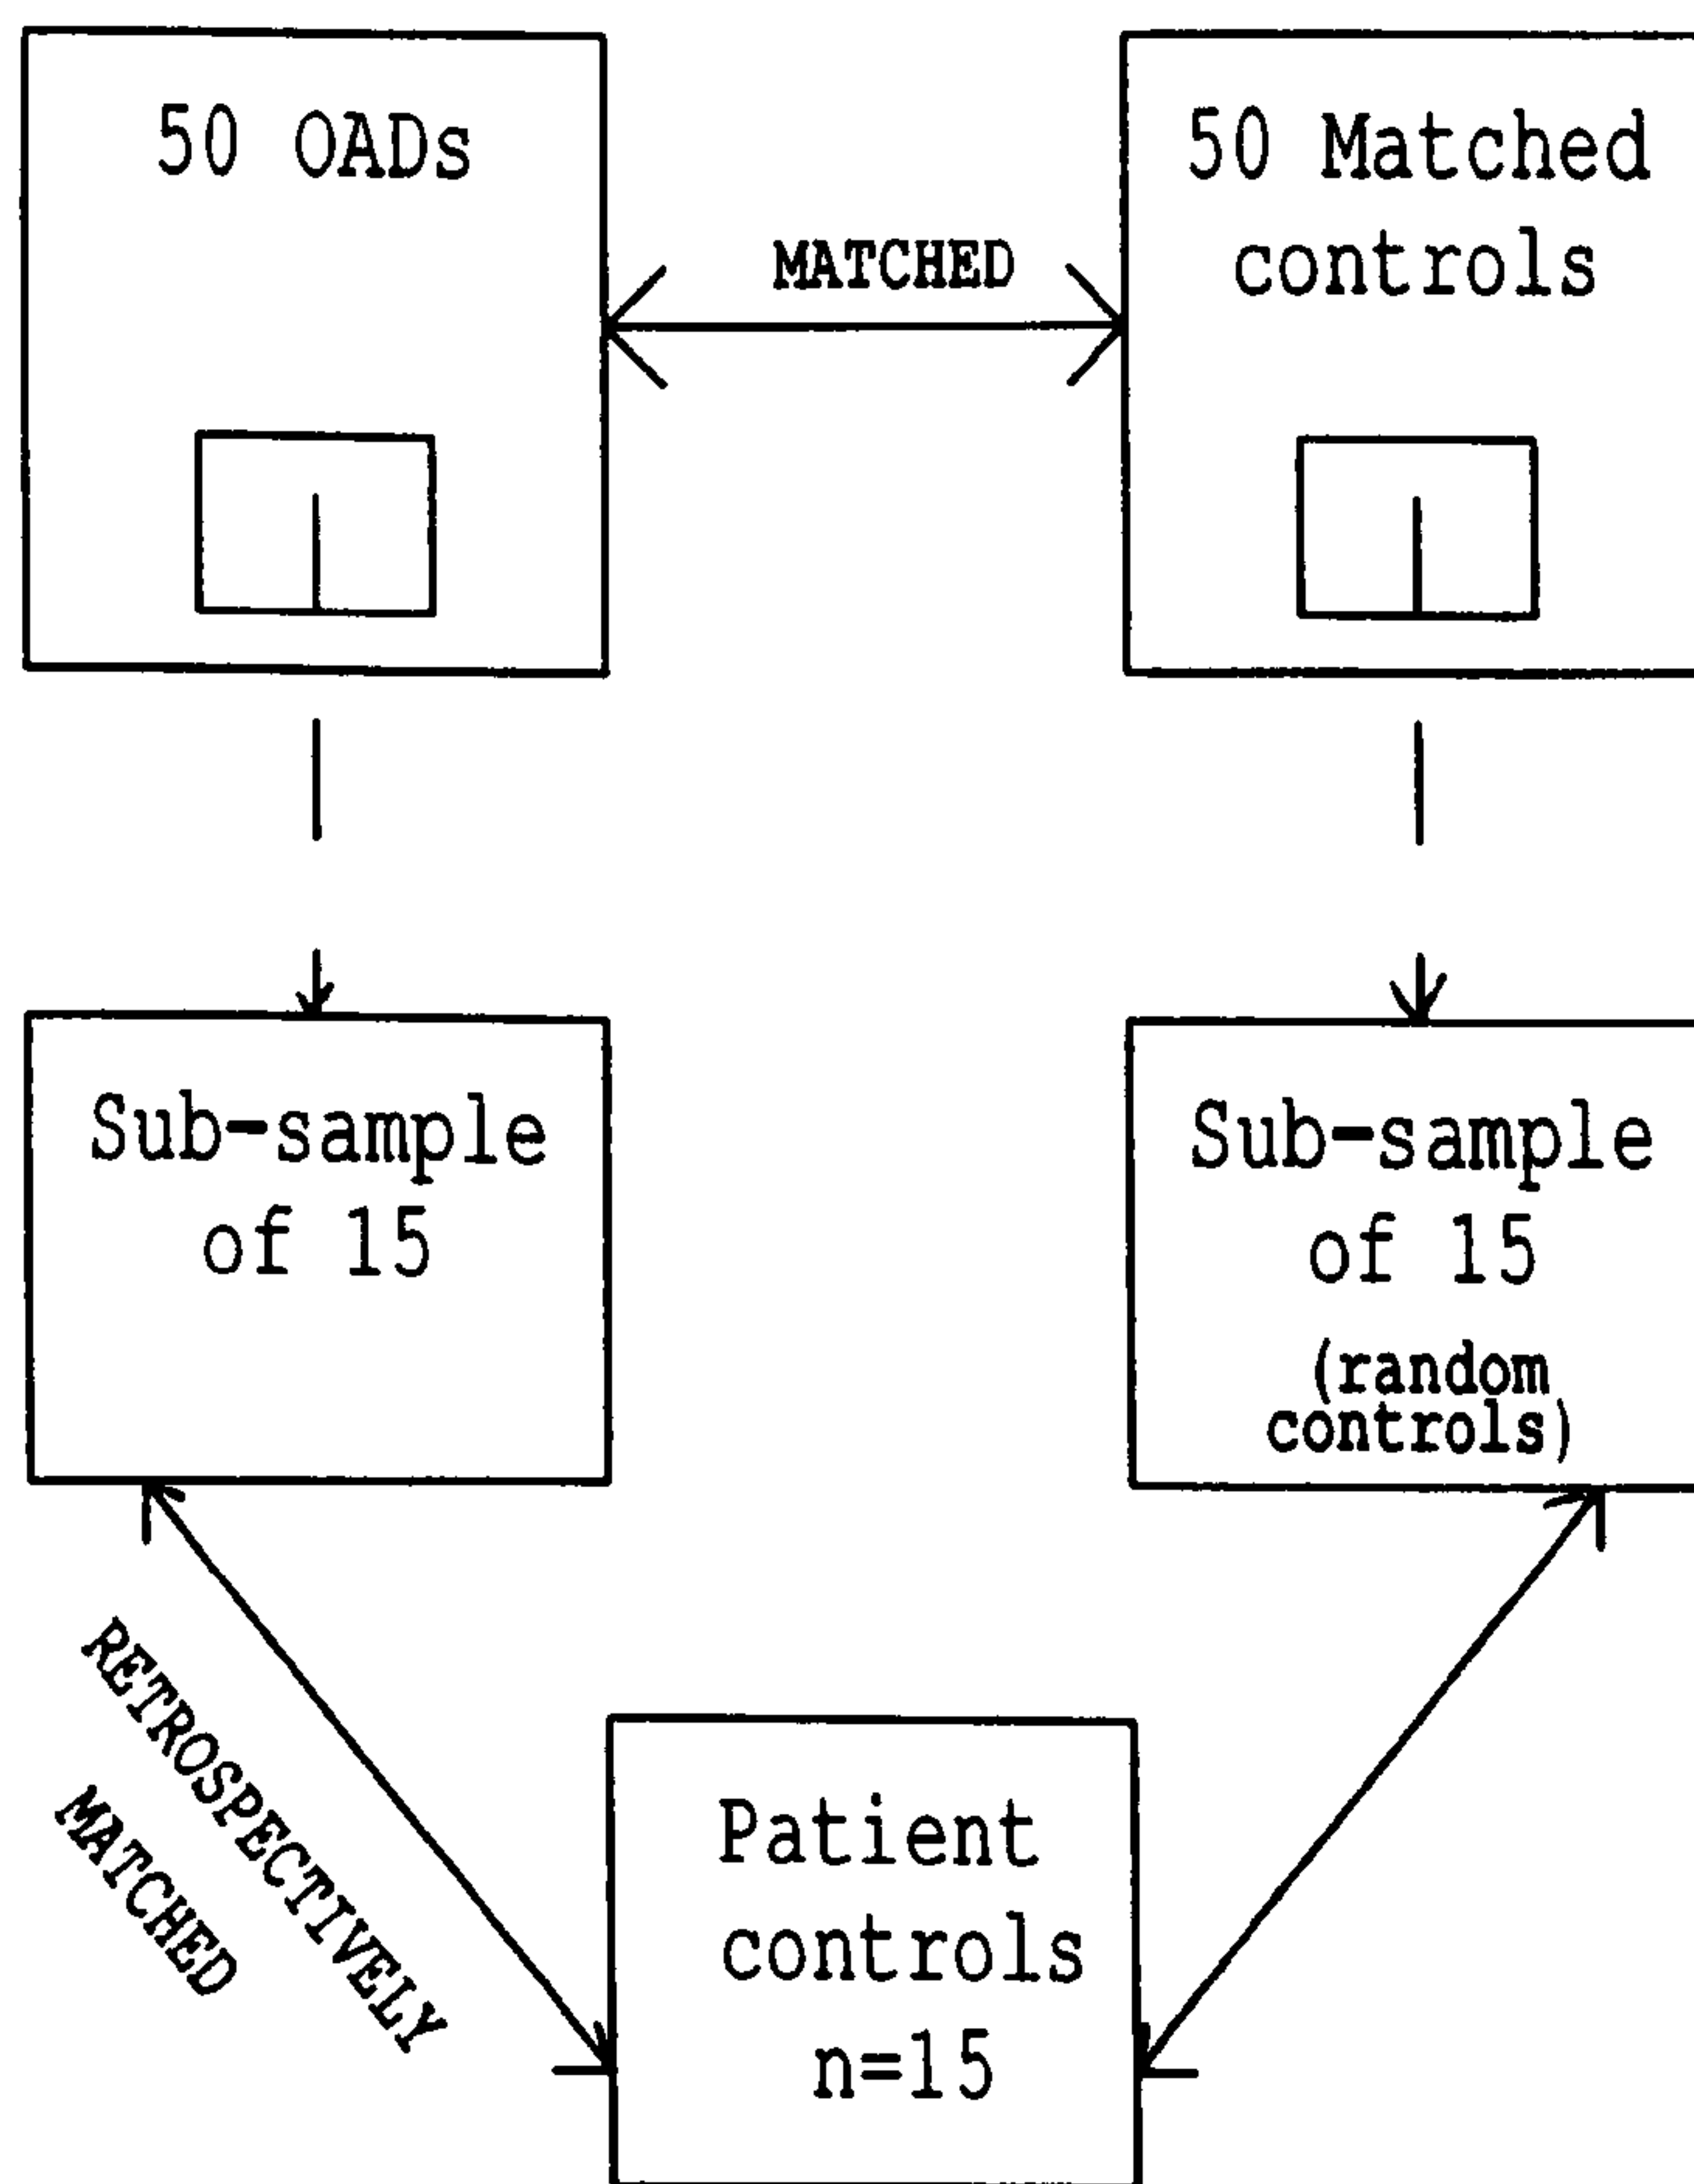 50 OADs
MATCHED
50 Matched
controls
Sub-sample
of 15
Sub-sample
of 15
(random
controls)
RETROSPECTIVELY
MATCHED
Patient
controls
n=15